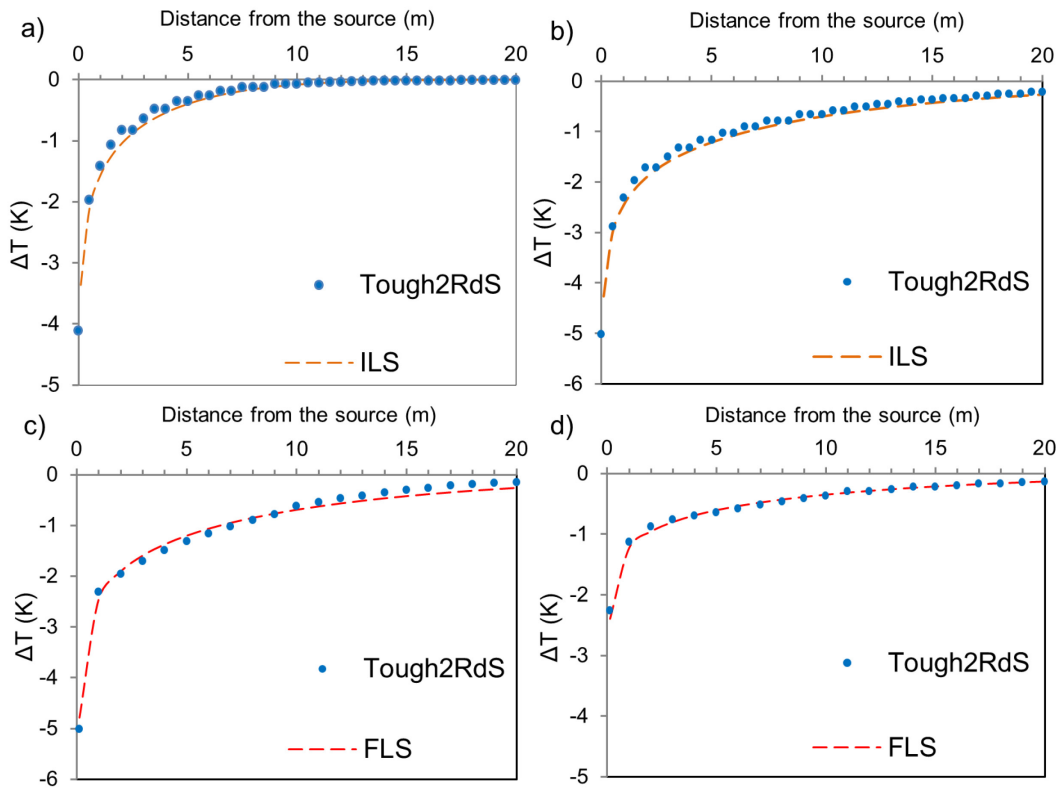 a)
Distance from the source (m)
0 5 10 15 20
0
-1
-2
-3
-4
-5
ΔT (K)
Tough2RdS
ILS
b)
Distance from the source (m)
0 5 10 15 20
0
-1
-2
-3
-4
-5
-6
ΔT (K)
Tough2RdS
ILS
c)
Distance from the source (m)
0 5 10 15 20
0
-1
-2
-3
-4
-5
-6
ΔT (K)
Tough2RdS
FLS
d)
Distance from the source (m)
0 5 10 15 20
0
-1
-2
-3
-4
-5
ΔT (K)
Tough2RdS
FLS